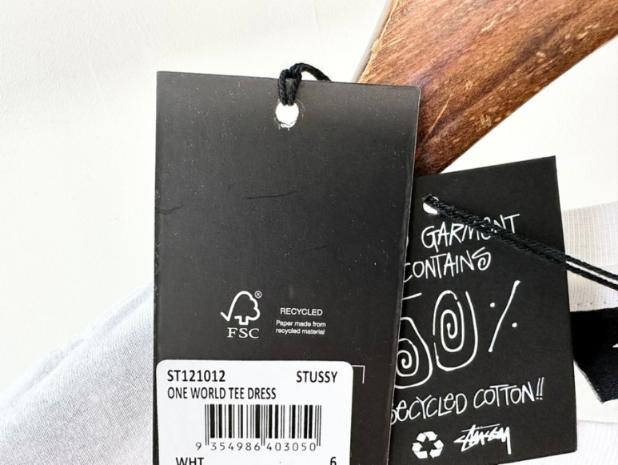 RECYCLED
Paper made from
recycled material
FSC®
ST121012 STUSSY
ONE WORLD TEE DRESS
9 354986 403050
WHT 6
GARMENT
CONTAINS
50%
RECYCLED COTTON!!
STÜSSY